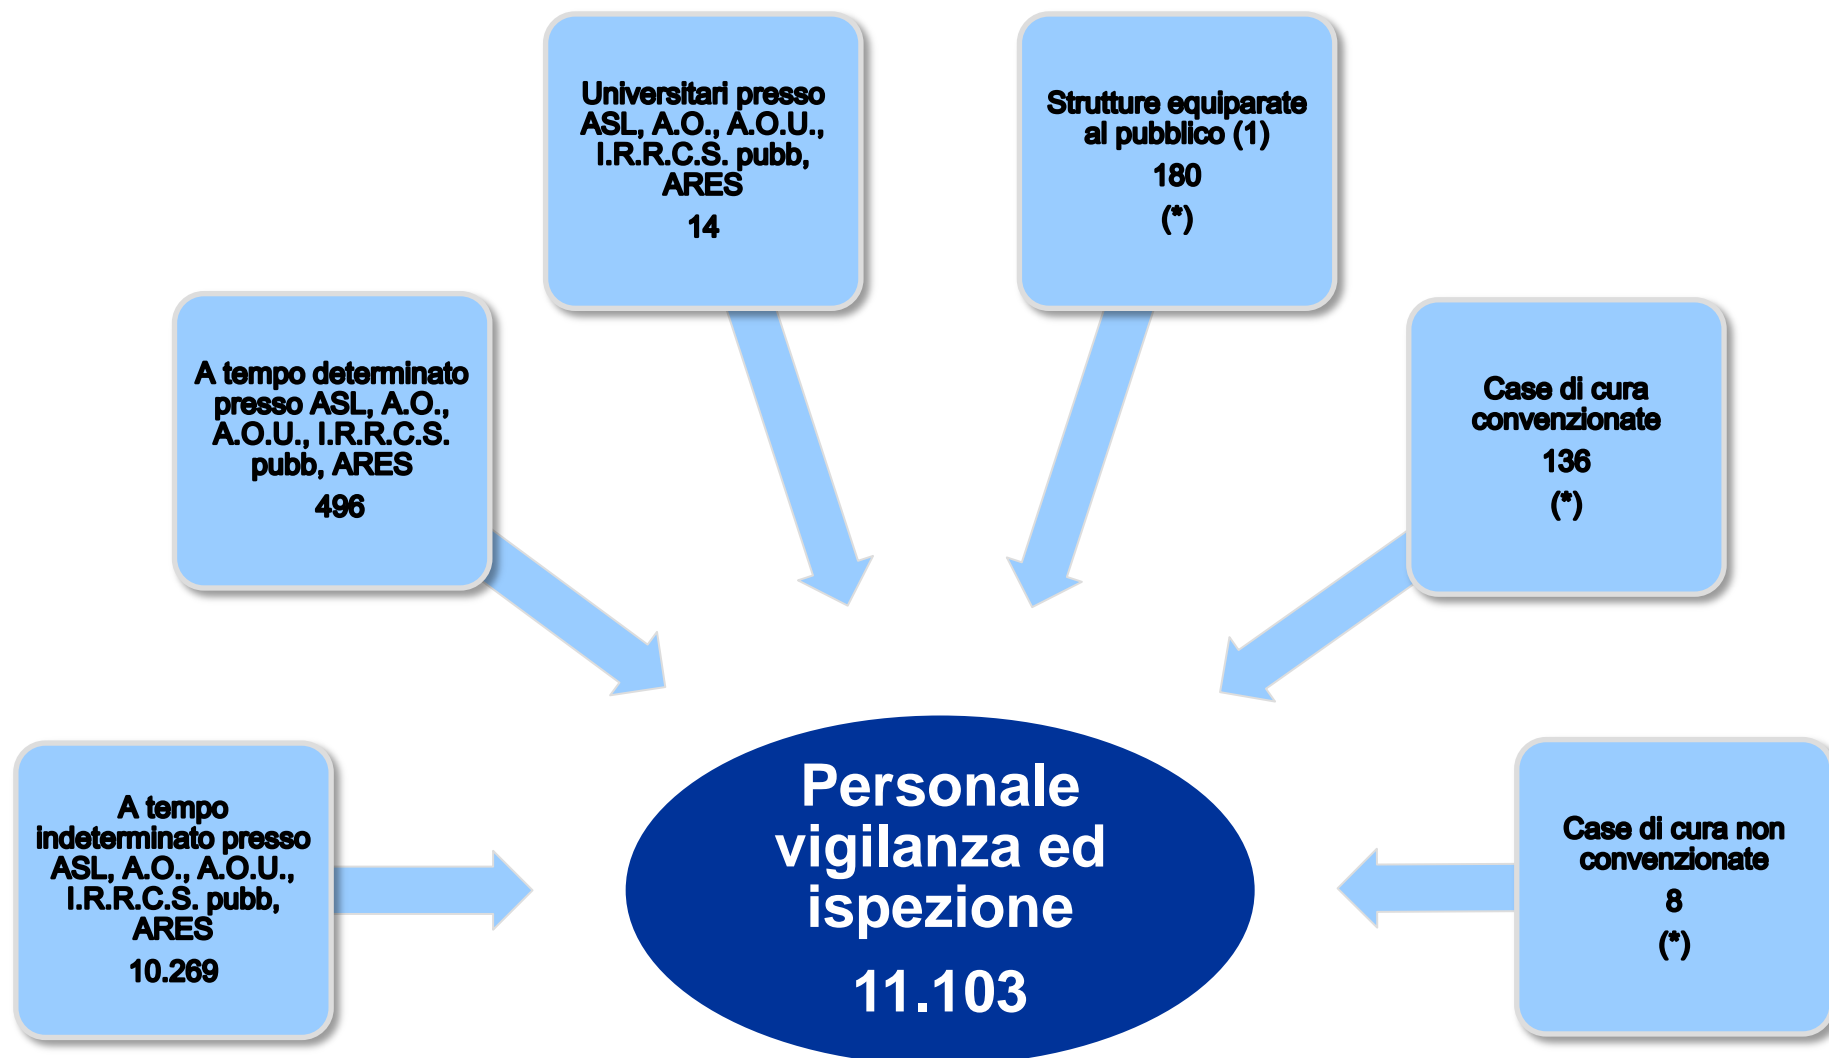 Universitari presso
ASL, A.O., A.O.U.,
I.R.R.C.S. pubb,
ARES
14
Strutture equiparate
al pubblico (1)
180
(*)
A tempo determinato
presso ASL, A.O.,
A.O.U., I.R.R.C.S.
pubb, ARES
496
Case di cura
convenzionate
136
(*)
A tempo
indeterminato presso
ASL, A.O., A.O.U.,
I.R.R.C.S. pubb,
ARES
10.269
Personale
vigilanza ed
ispezione
11.103
Case di cura non
convenzionate
8
(*)